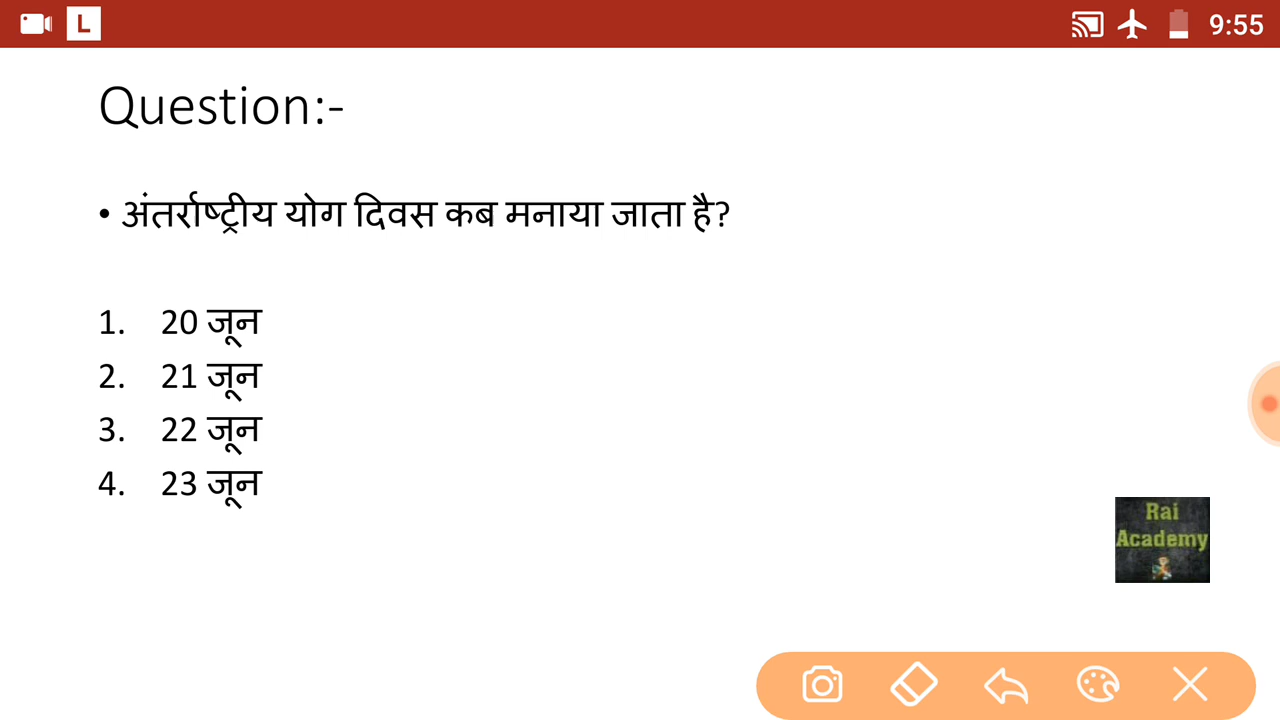 L
9:55
Question:-
• अंतर्राष्ट्रीय योग दिवस कब मनाया जाता है?
1. 20 जून
2. 21 जून
3. 22 जून
4. 23 जून
Rai
Academy